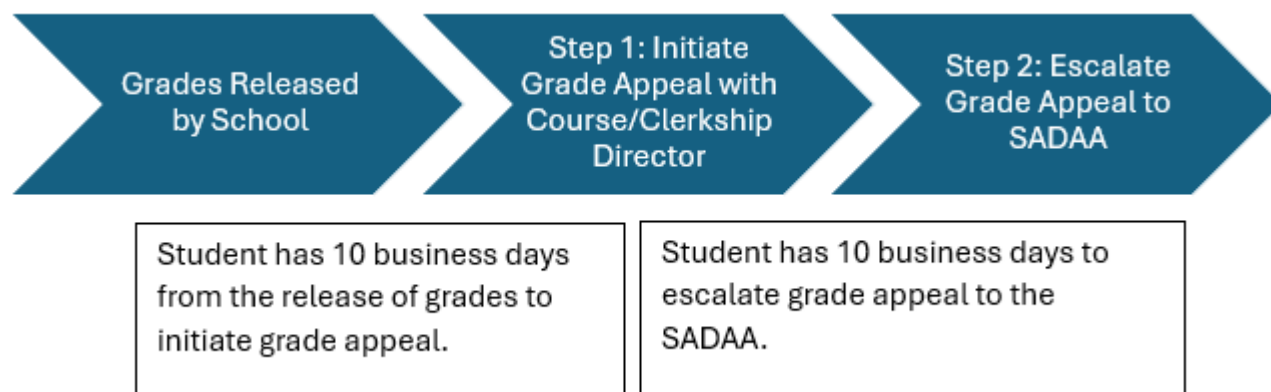 Grades Released
by School
Step 1: Initiate
Grade Appeal with
Course/Clerkship
Director
Step 2: Escalate
Grade Appeal to
SADAA
Student has 10 business days
from the release of grades to
initiate grade appeal.
Student has 10 business days to
escalate grade appeal to the
SADAA.